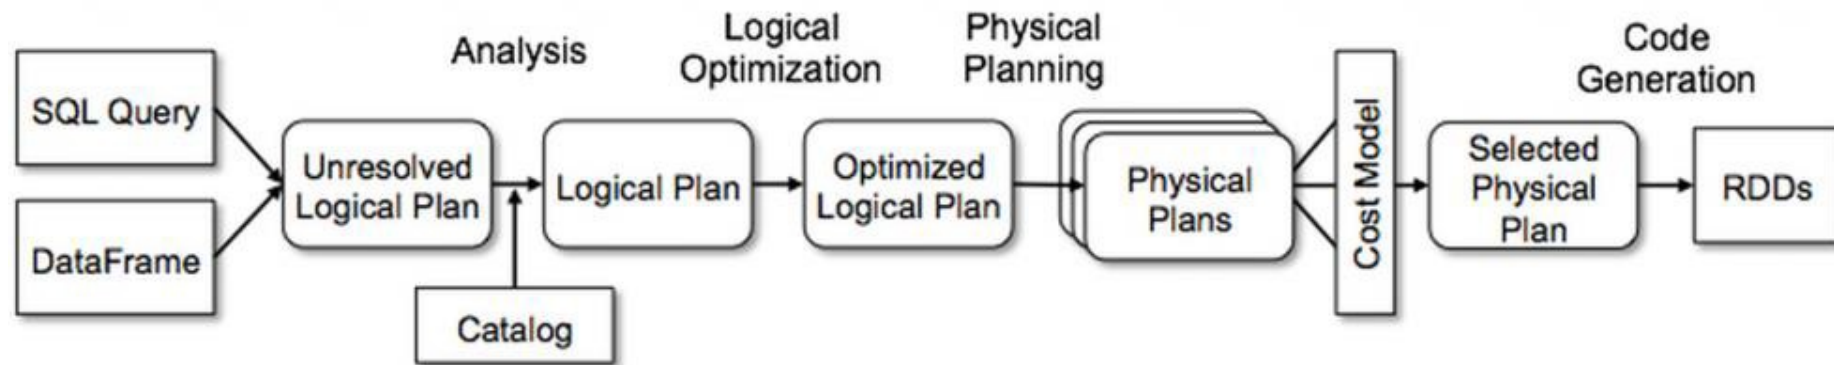 SQL Query
DataFrame
Analysis
Unresolved
Logical Plan
Catalog
Logical Plan
Logical
Optimization
Optimized
Logical Plan
Physical
Planning
Physical
Plans
Cost Model
Selected
Physical
Plan
Code
Generation
RDDs